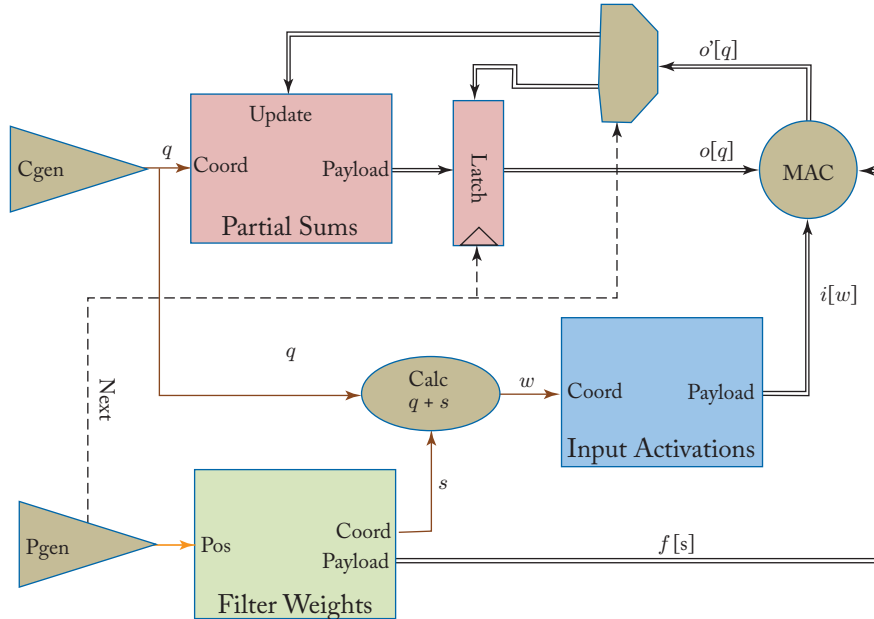 o'[q]
Update
q
Cgen
Coord
Payload
Latch
o[q]
MAC
Partial Sums
i[w]
Next
q
Calc
q + s
w
Coord
Payload
Input Activations
s
Pgen
Pos
Coord
Payload
f[s]
Filter Weights